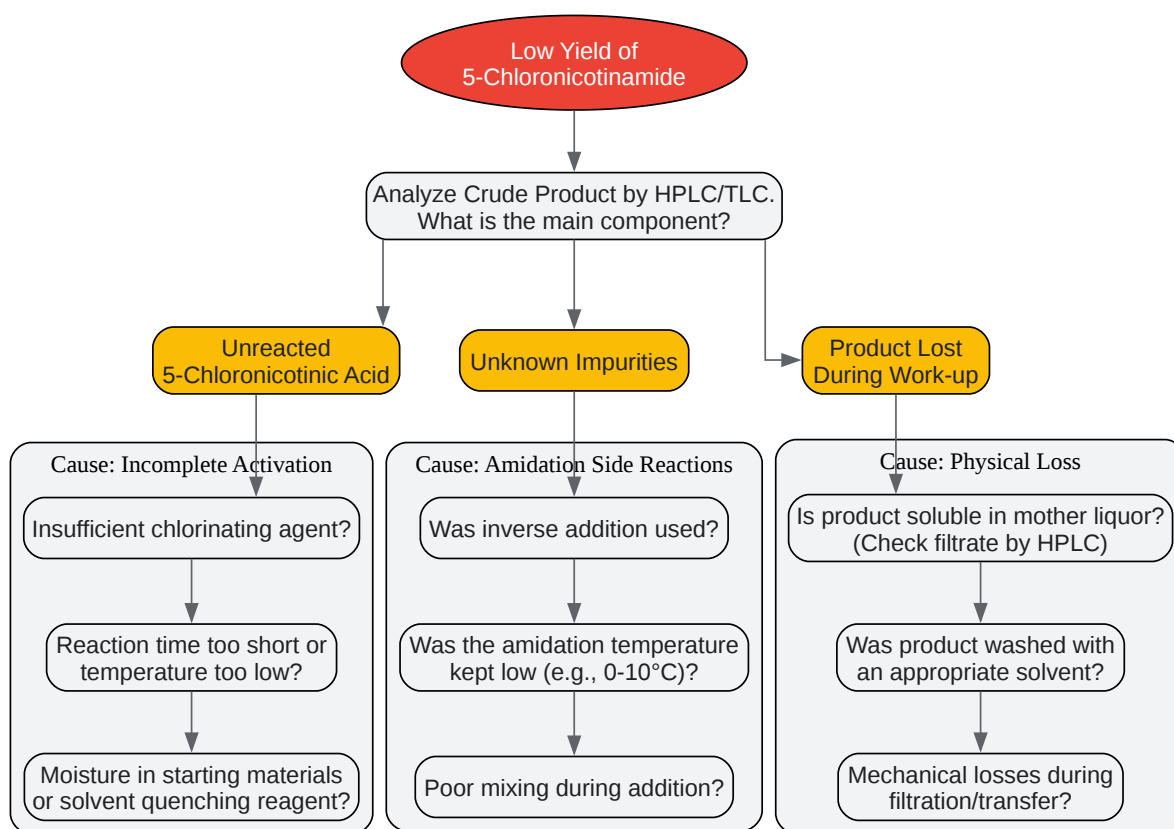 Low Yield of
5-Chloronicotinamide
Analyze Crude Product by HPLC/TLC.
What is the main component?
Unreacted
5-Chloronicotinic Acid
Unknown Impurities
Product Lost
During Work-up
Cause: Incomplete Activation
Insufficient chlorinating agent?
Reaction time too short or
temperature too low?
Moisture in starting materials
or solvent quenching reagent?
Cause: Amidation Side Reactions
Was inverse addition used?
Was the amidation temperature
kept low (e.g., 0-10°C)?
Poor mixing during addition?
Cause: Physical Loss
Is product soluble in mother liquor?
(Check filtrate by HPLC)
Was product washed with
an appropriate solvent?
Mechanical losses during
filtration/transfer?